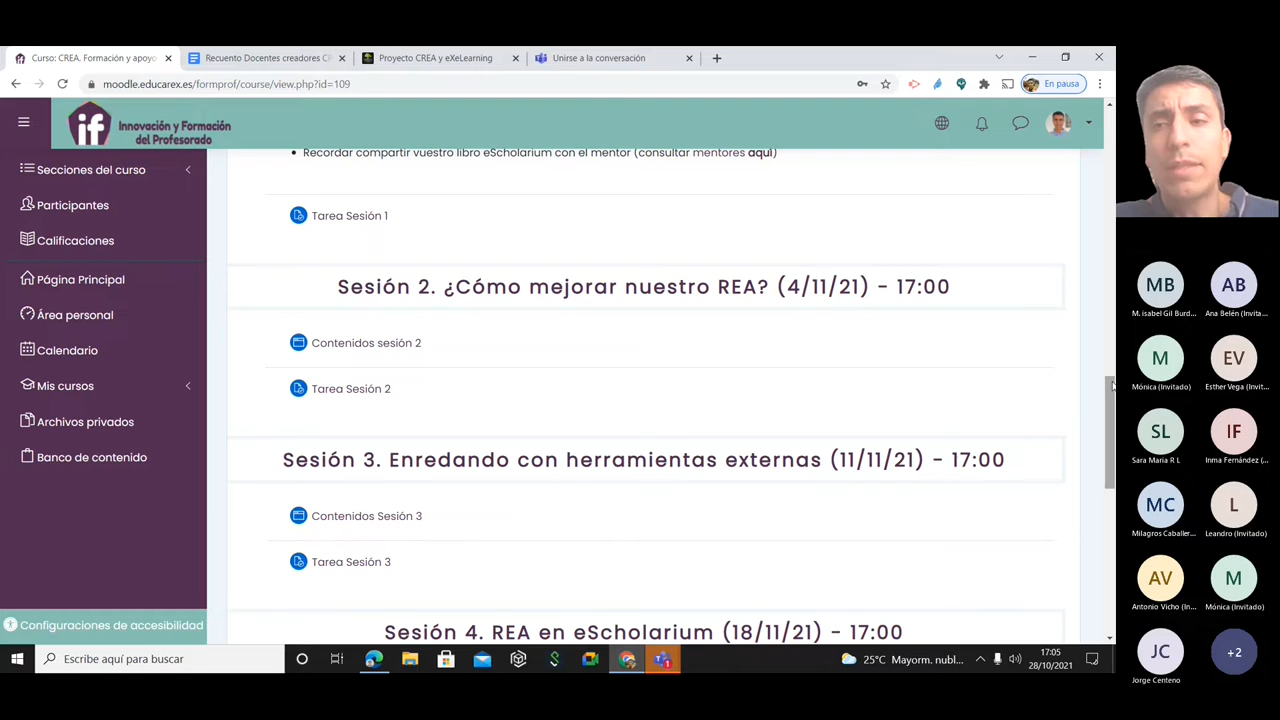 Curso: CREA. Formación y apoyo
Recuento Docentes creadores CR
Proyecto CREA y eXeLearning
Unirse a la conversación
moodle.educarex.es/formprof/course/view.php?id=109
En pausa
if
Innovación y Formación
del Profesorado
Recordar compartir vuestro libro eScholarium con el mentor (consultar mentores aquí)
Secciones del curso
Participantes
Calificaciones
Página Principal
Área personal
Calendario
Mis cursos
Archivos privados
Banco de contenido
Configuraciones de accesibilidad
Tarea Sesión 1
Sesión 2. ¿Cómo mejorar nuestro REA? (4/11/21) - 17:00
Contenidos sesión 2
Tarea Sesión 2
Sesión 3. Enredando con herramientas externas (11/11/21) - 17:00
Contenidos Sesión 3
Tarea Sesión 3
Sesión 4. REA en eScholarium (18/11/21) - 17:00
MB
M. isabel Gil Burd...
AB
Ana Belén (Invita...
M
Mónica (Invitado)
EV
Esther Vega (Invit...
SL
Sara Maria R L
IF
Inma Fernández (...
MC
Milagros Caballer...
L
Leandro (Invitado)
AV
Antonio Vicho (In...
M
Mónica (Invitado)
JC
Jorge Centeno
+2
Escribe aquí para buscar
25°C Mayorm. nubl...
17:05
28/10/2021